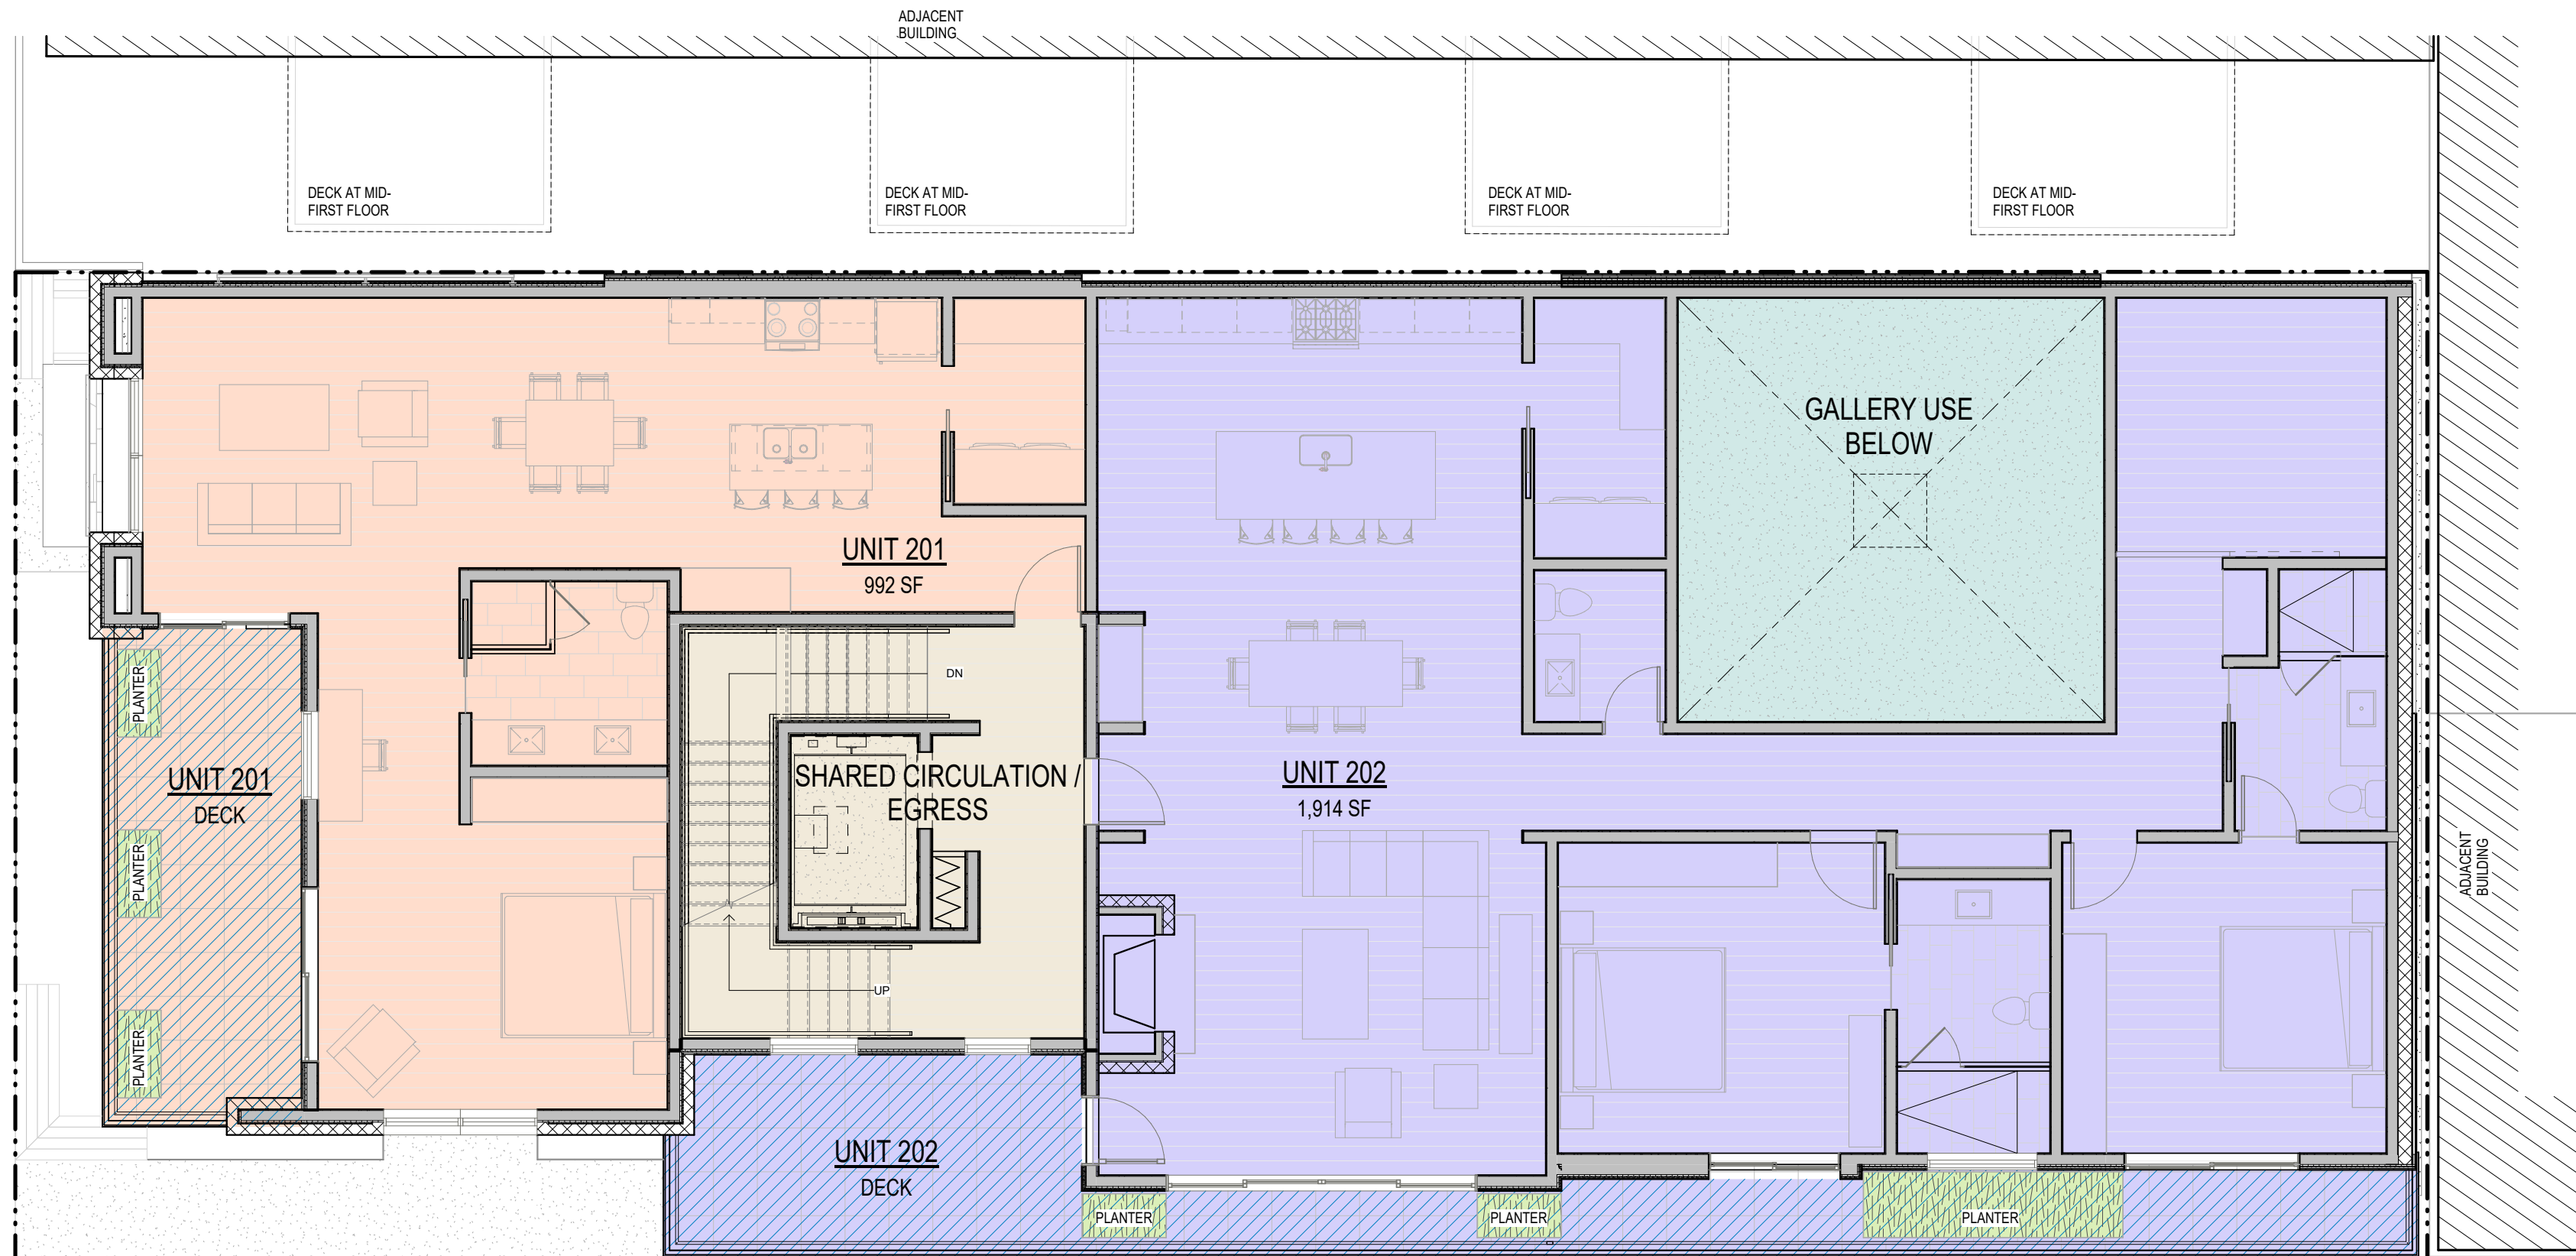 ADJACENT
BUILDING
DECK AT MID-
FIRST FLOOR
DECK AT MID-
FIRST FLOOR
DECK AT MID-
FIRST FLOOR
DECK AT MID-
FIRST FLOOR
GALLERY USE
BELOW
UNIT 201
992 SF
DN
PLANTER
UNIT 201
DECK
SHARED CIRCULATION /
EGRESS
UNIT 202
1,914 SF
PLANTER
ADJACENT
BUILDING
UP
PLANTER
UNIT 202
DECK
PLANTER
PLANTER
PLANTER